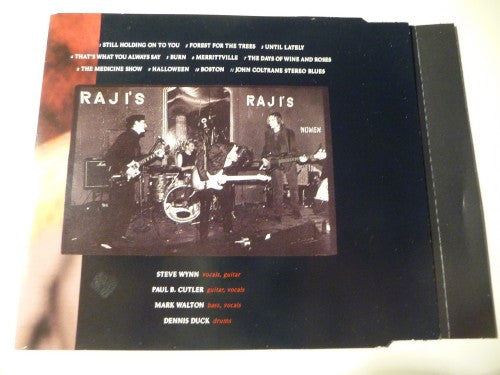 1 STILL HOLDING ON TO YOU 2 FOREST FOR THE TREES 3 UNTIL LATELY
4 THAT'S WHAT YOU ALWAYS SAY 5 BURN 6 MERRITTVILLE 7 THE DAYS OF WINE AND ROSES
8 THE MEDICINE SHOW 9 HALLOWEEN 10 BOSTON 11 JOHN COLTRANE STEREO BLUES
RAJI'S RAJI'S
NOWEN
STEVE WYNN vocals, guitar
PAUL B. CUTLER guitar, vocals
MARK WALTON bass, vocals
DENNIS DUCK drums